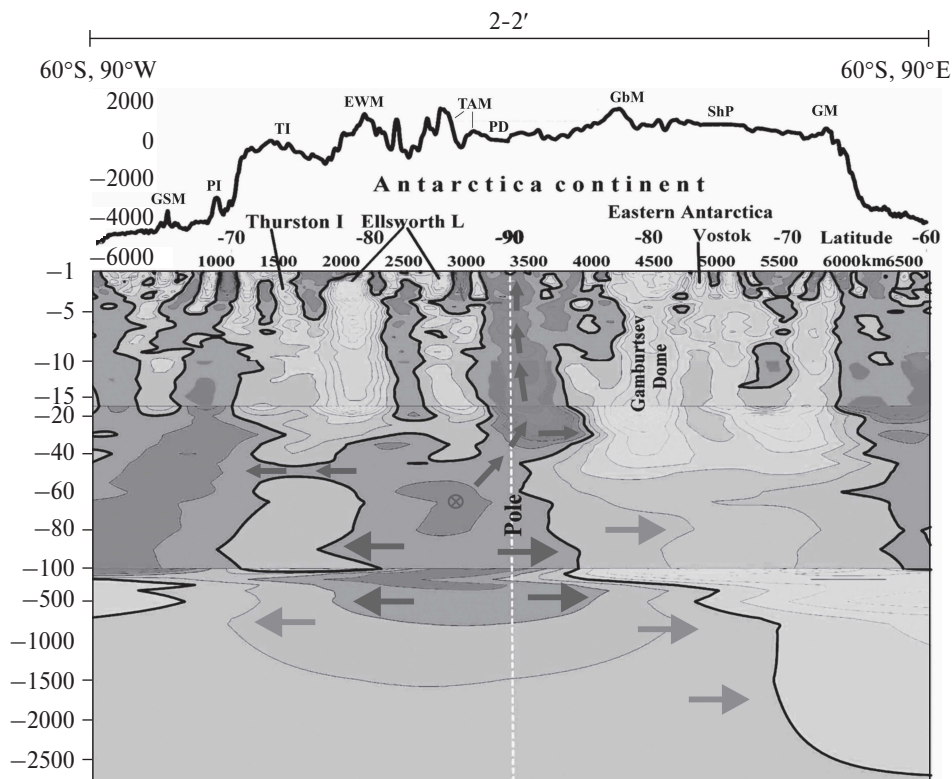 2-2′
60°S, 90°W 60°S, 90°E
2000
0
−2000
−4000
−6000
GSM PI TI EWM TAM PD GbM ShP GM
Antarctica continent
Thurston I Ellsworth L Eastern Antarctica
Vostok
-70 -80 -90 -80 -70 Latitude -60
1000 1500 2000 2500 3000 3500 4000 4500 5000 5500 6000km6500
−1
−5
−10
−15
−20
−40
−60
−80
−100
−500
−1000
−1500
−2000
−2500
Gamburtsev
Dome
Pole